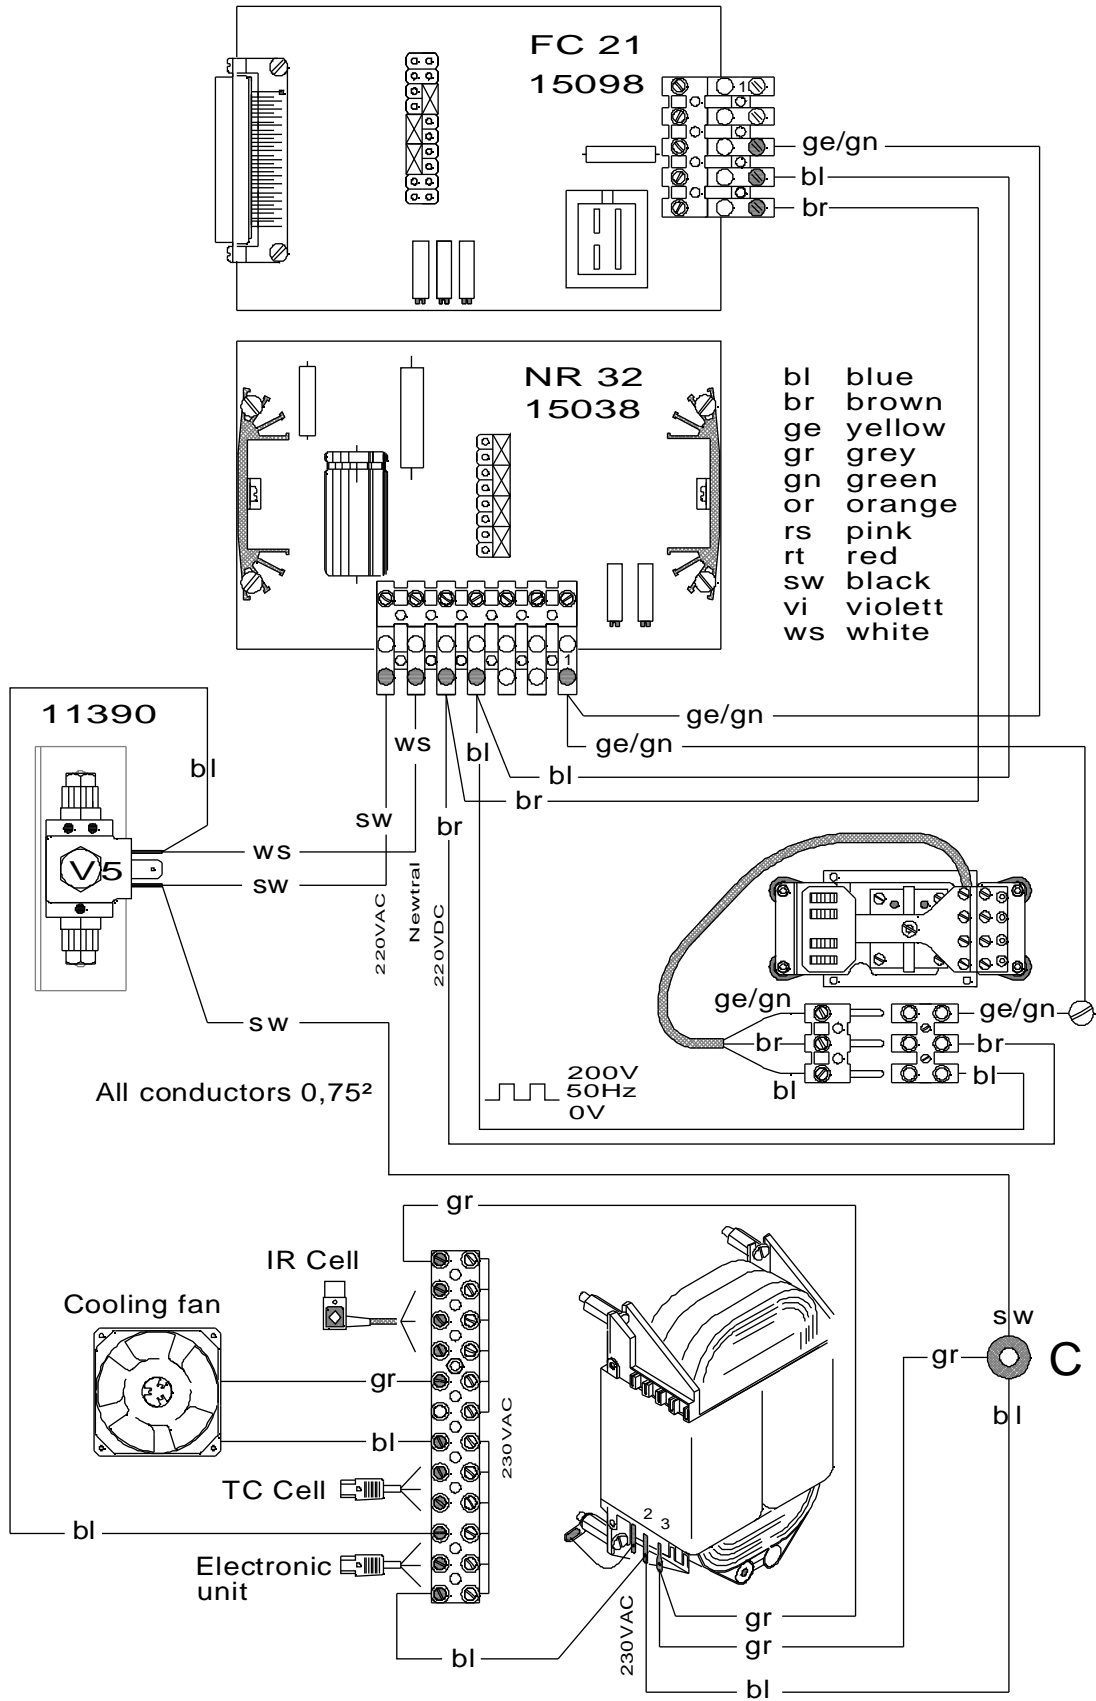 FC 21
15098
1
ge/gn
bl
br
NR 32
15038
bl blue
br brown
ge yellow
gr grey
gn green
or orange
rs pink
rt red
sw black
vi violett
ws white
1
11390
ge/gn
ws
ge/gn
bl
bl
bl
br
sw
br
V5
ws
sw
220VAC
Newtral
220VDC
ge/gn
ge/gn
sw
br
br
bl
bl
All conductors 0,75²
200V
50Hz
0V
gr
IR Cell
Cooling fan
sw
gr
C
gr
bl
bl
230VAC
TC Cell
2
3
bl
Electronic
unit
230VAC
gr
gr
bl
bl